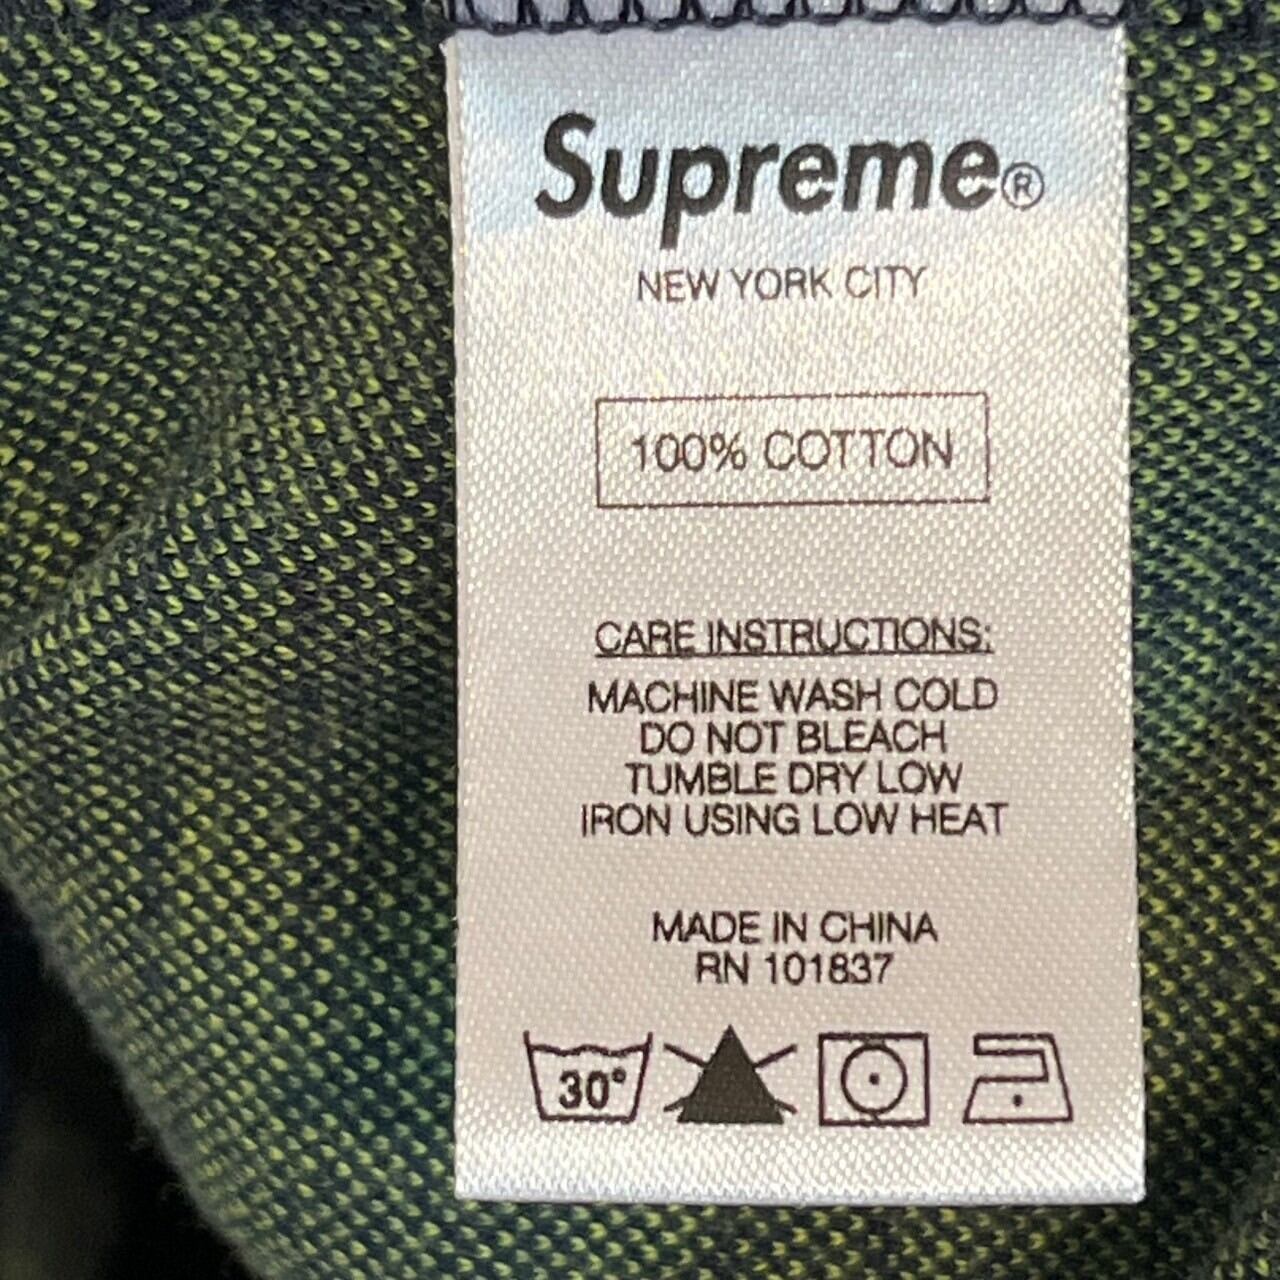 Supreme®
NEW YORK CITY
100% COTTON
CARE INSTRUCTIONS:
MACHINE WASH COLD
DO NOT BLEACH
TUMBLE DRY LOW
IRON USING LOW HEAT
MADE IN CHINA
RN 101837
30°